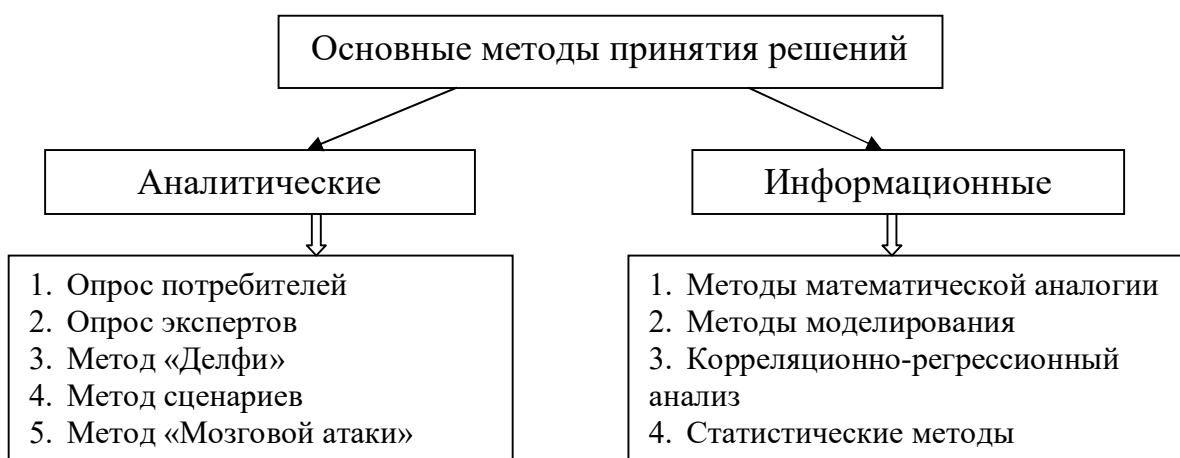 Основные методы принятия решений
Аналитические
Информационные
1. Опрос потребителей
2. Опрос экспертов
3. Метод «Делфи»
4. Метод сценариев
5. Метод «Мозговой атаки»
1. Методы математической аналогии
2. Методы моделирования
3. Корреляционно-регрессионный
анализ
4. Статистические методы